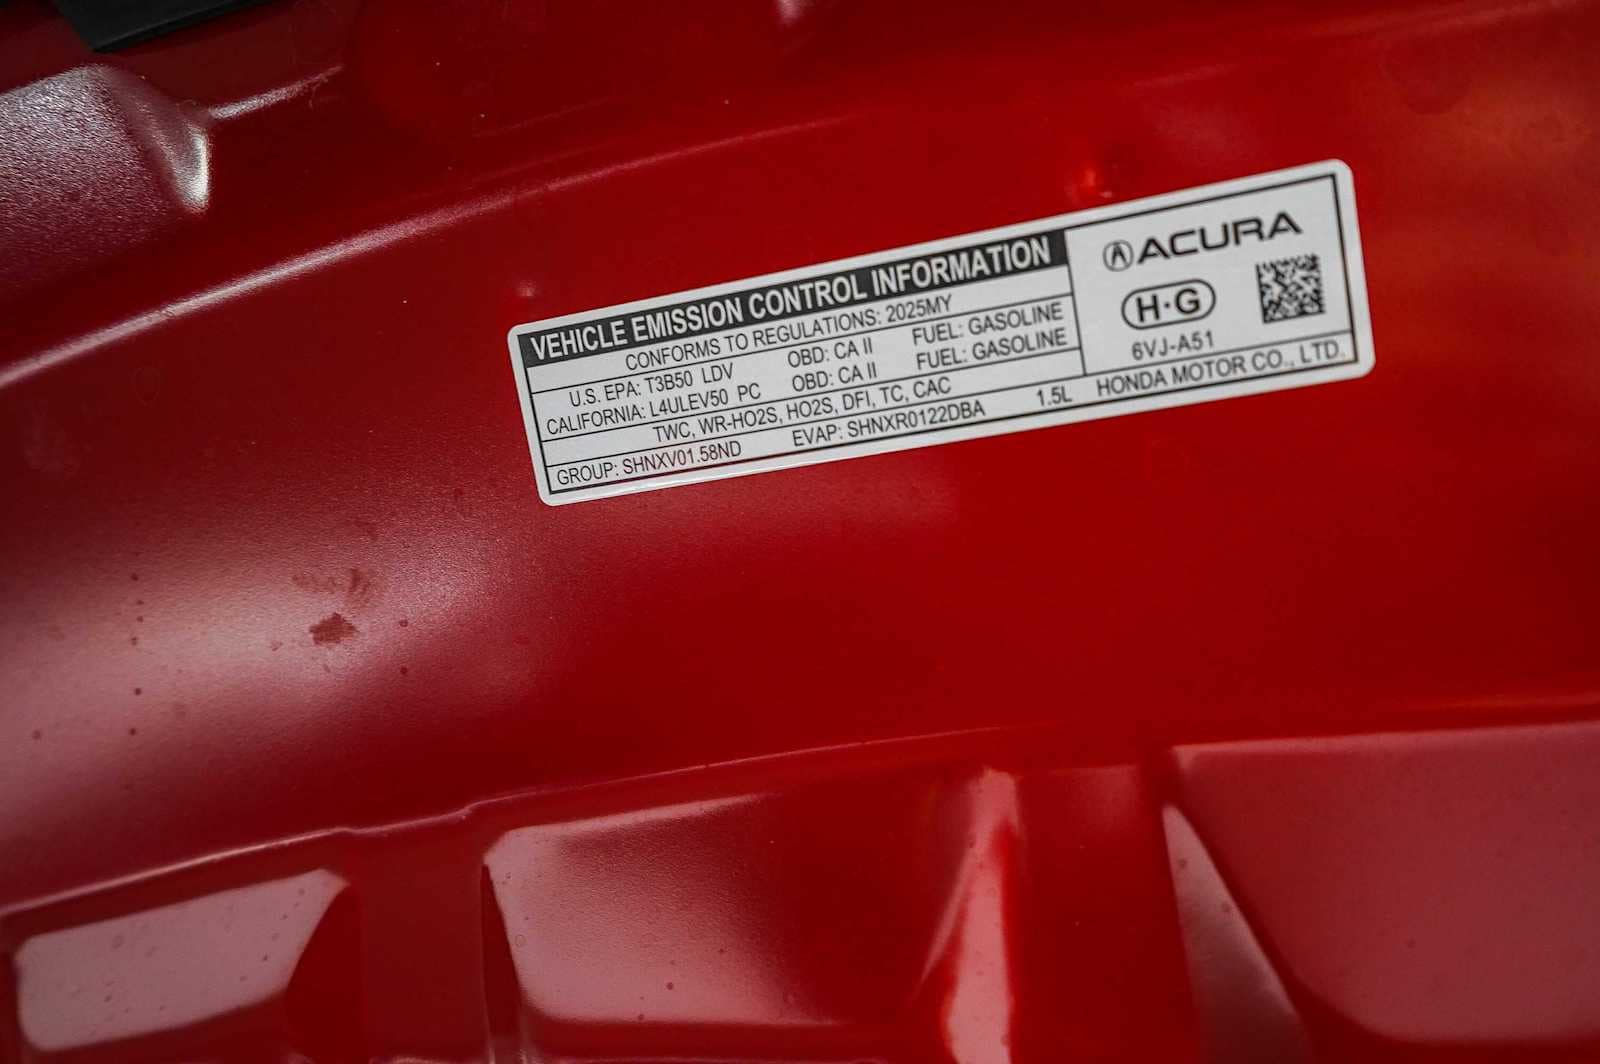 VEHICLE EMISSION CONTROL INFORMATION
CONFORMS TO REGULATIONS: 2025MY
U.S. EPA: T3B50 LDV OBD: CA II FUEL: GASOLINE
CALIFORNIA: L4ULEV50 PC OBD: CA II FUEL: GASOLINE
TWC, WR-HO2S, HO2S, DFI, TC, CAC
GROUP: SHNXV01.58ND EVAP: SHNXR0122DBA 1.5L HONDA MOTOR CO., LTD.
ACURA
H·G
6VJ-A51